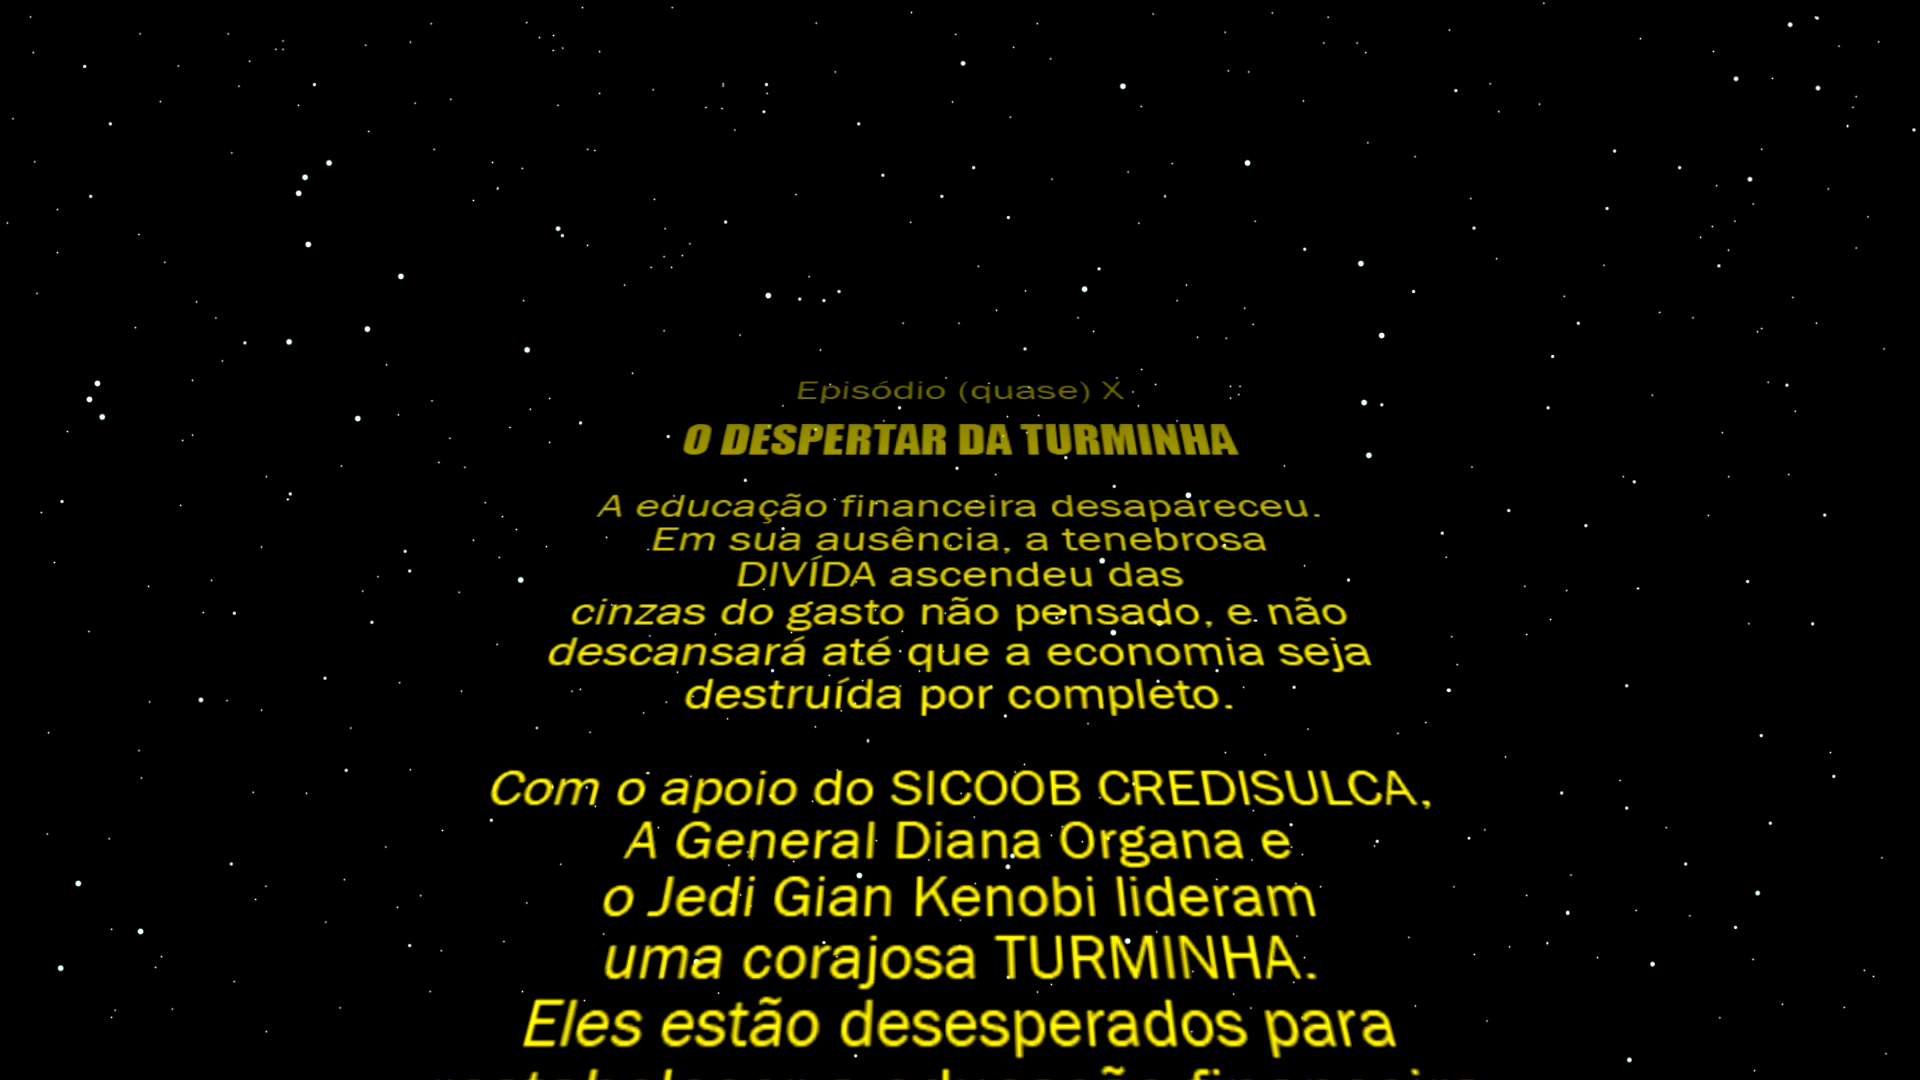 Episódio (quase) X
O DESPERTAR DA TURMINHA
A educação financeira desapareceu.
Em sua ausência, a tenebrosa
DIVÍDA ascendeu das
cinzas do gasto não pensado, e não
descansará até que a economia seja
destruída por completo.
Com o apoio do SICOOB CREDISULCA,
A General Diana Organa e
o Jedi Gian Kenobi lideram
uma corajosa TURMINHA.
Eles estão desesperados para